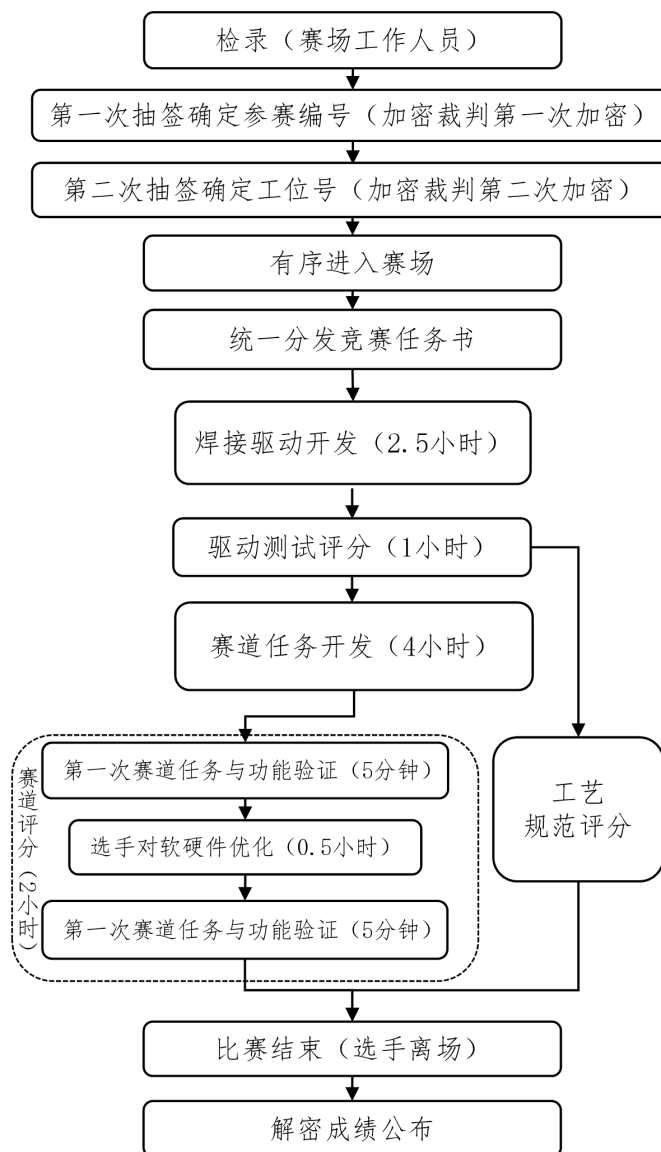 检录（赛场工作人员）
第一次抽签确定参赛编号（加密裁判第一次加密）
第二次抽签确定工位号（加密裁判第二次加密）
有序进入赛场
统一分发竞赛任务书
焊接驱动开发（2.5小时）
驱动测试评分（1小时）
赛道任务开发（4小时）
赛道评分（2小时）
第一次赛道任务与功能验证（5分钟）
选手对软硬件优化（0.5小时）
第一次赛道任务与功能验证（5分钟）
工艺
规范评分
比赛结束（选手离场）
解密成绩公布